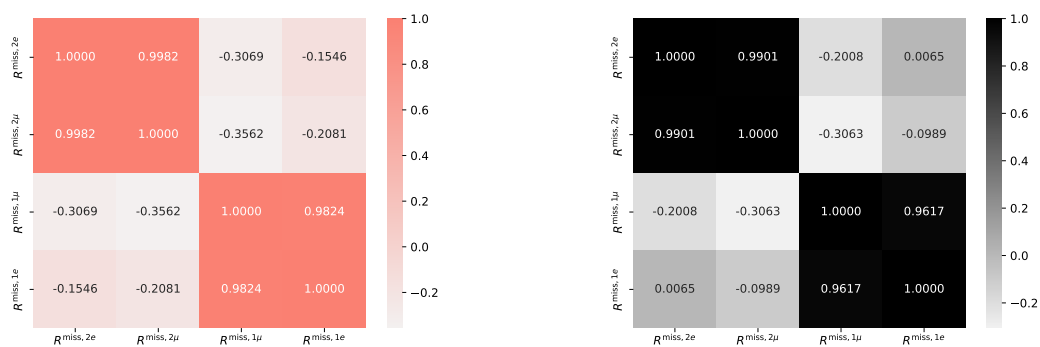 1.0000 0.9982 -0.3069 -0.1546
0.9982 1.0000 -0.3562 -0.2081
-0.3069 -0.3562 1.0000 0.9824
-0.1546 -0.2081 0.9824 1.0000
R^miss, 2e
R^miss, 2μ
R^miss, 1μ
R^miss, 1e
R^miss, 2e R^miss, 2μ R^miss, 1μ R^miss, 1e
1.0
0.8
0.6
0.4
0.2
0.0
−0.2
1.0000 0.9901 -0.2008 0.0065
0.9901 1.0000 -0.3063 -0.0989
-0.2008 -0.3063 1.0000 0.9617
0.0065 -0.0989 0.9617 1.0000
R^miss, 2e
R^miss, 2μ
R^miss, 1μ
R^miss, 1e
R^miss, 2e R^miss, 2μ R^miss, 1μ R^miss, 1e
1.0
0.8
0.6
0.4
0.2
0.0
−0.2